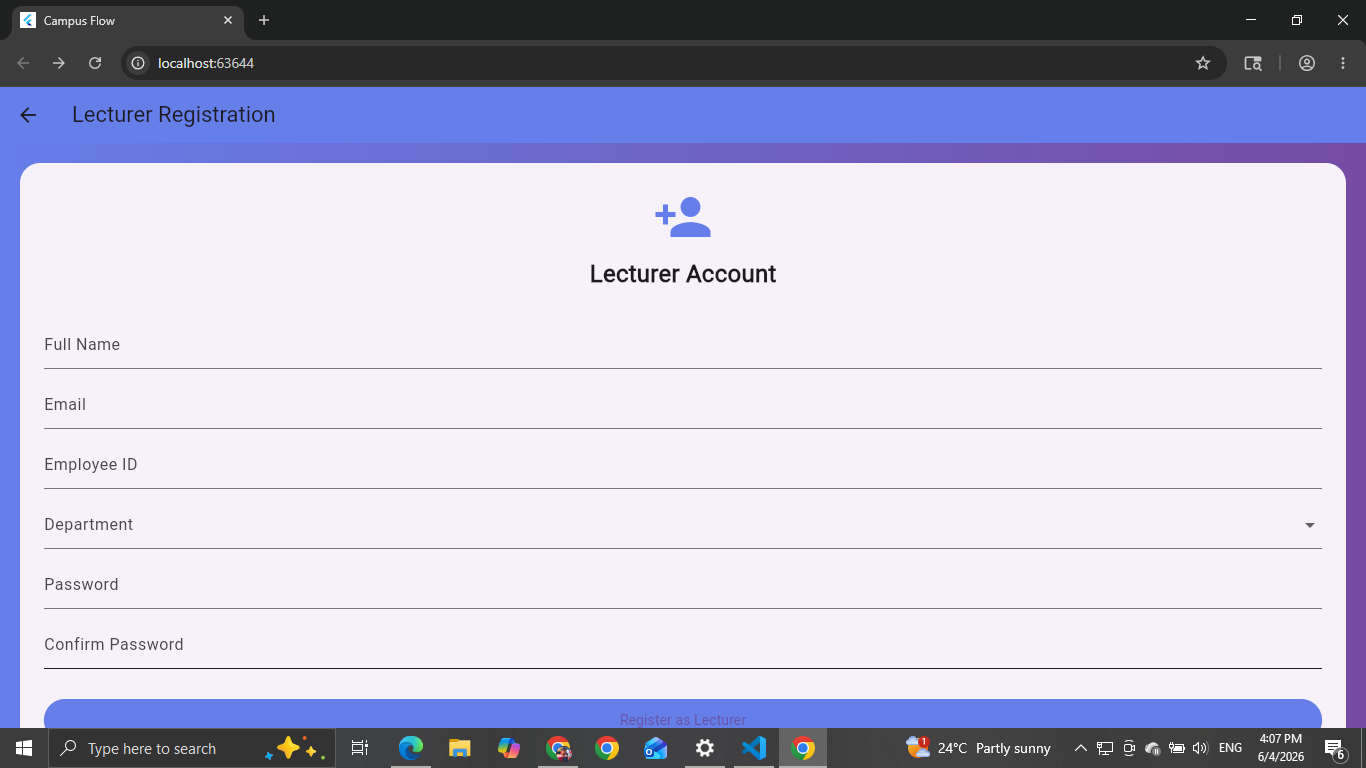 Campus Flow
localhost:63644
Lecturer Registration
Lecturer Account
Full Name
Email
Employee ID
Department
Password
Confirm Password
Register as Lecturer
Type here to search
1
24°C Partly sunny
ENG
4:07 PM
6/4/2026
6